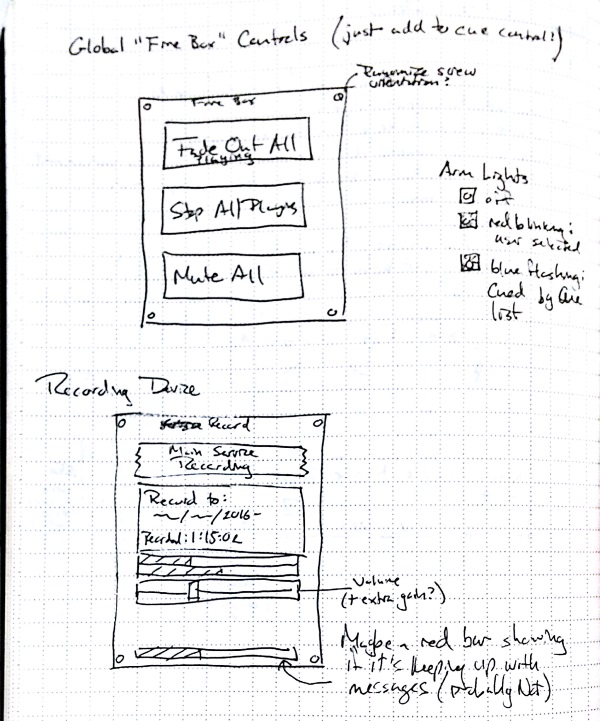 Global "Fire Box" Controls (just add to cue control?)
Randomize screw
orientation?
Fire Box
Fade Out All
Playing
Stop All Playing
Mute All
Arm Lights
off
red blinking:
user selected
blue flashing:
Cued by Cue
list
Recording Device
Record
Main Service
Recording
Record to:
~/~/2016-
Recorded: 1:15:02
Volume
(+ extra gain?)
Maybe a red bar showing
if it's keeping up with
messages (probably Not)